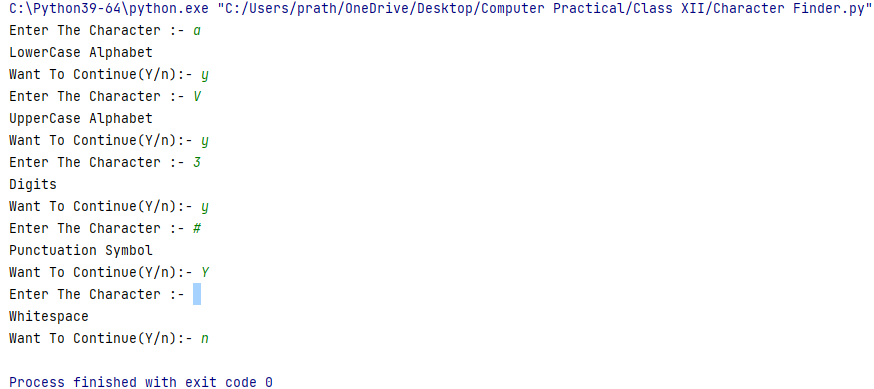 C:\Python39-64\python.exe "C:/Users/prath/OneDrive/Desktop/Computer Practical/Class XII/Character Finder.py"
Enter The Character :- a
LowerCase Alphabet
Want To Continue(Y/n):- y
Enter The Character :- V
UpperCase Alphabet
Want To Continue(Y/n):- y
Enter The Character :- 3
Digits
Want To Continue(Y/n):- y
Enter The Character :- #
Punctuation Symbol
Want To Continue(Y/n):- Y
Enter The Character :-
Whitespace
Want To Continue(Y/n):- n
Process finished with exit code 0